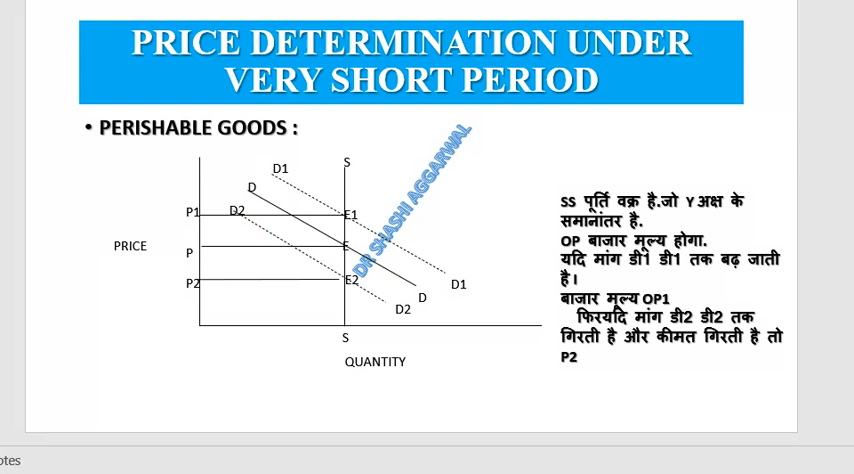 PRICE DETERMINATION UNDER
VERY SHORT PERIOD
• PERISHABLE GOODS :
D1
S
D
P1
D2
E1
PRICE
P
E
P2
E2
D1
D
D2
S
QUANTITY
DR SHASHI AGGARWAL
SS पूर्ति वक्र है.जो Y अक्ष के
समानांतर है.
OP बाजार मूल्य होगा.
यदि मांग डी1 डी1 तक बढ़ जाती
है।
बाजार मूल्य OP1
फिरयदि मांग डी2 डी2 तक
गिरती है और कीमत गिरती है तो
P2
otes